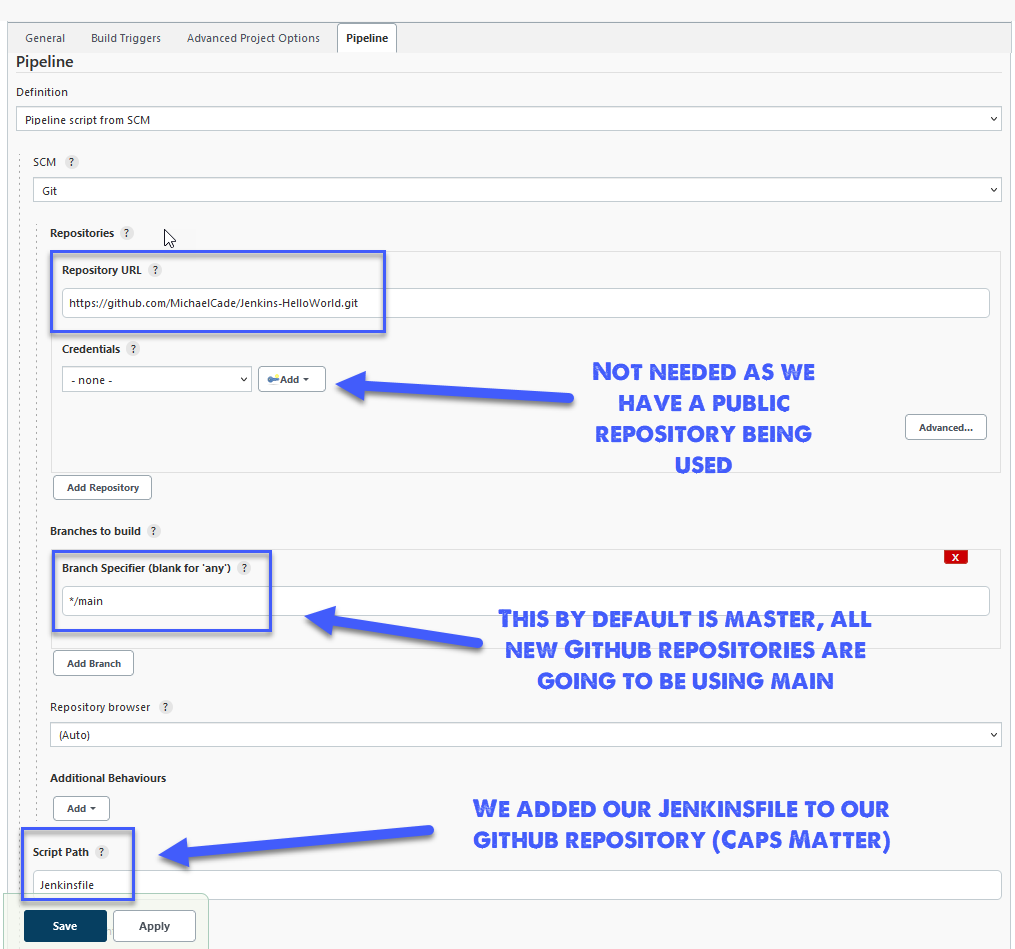 General Build Triggers Advanced Project Options Pipeline
Pipeline
Definition
Pipeline script from SCM
SCM ?
Git
Repositories ?
Repository URL ?
https://github.com/MichaelCade/Jenkins-HelloWorld.git
Credentials ?
- none - Add
Not needed as we
have a public
repository being
used
Advanced...
Add Repository
Branches to build ?
X
Branch Specifier (blank for 'any') ?
*/main
This by default is master, all
new Github repositories are
going to be using main
Add Branch
Repository browser ?
(Auto)
Additional Behaviours
Add
We added our Jenkinsfile to our
github repository (Caps Matter)
Script Path ?
Jenkinsfile
Save Apply